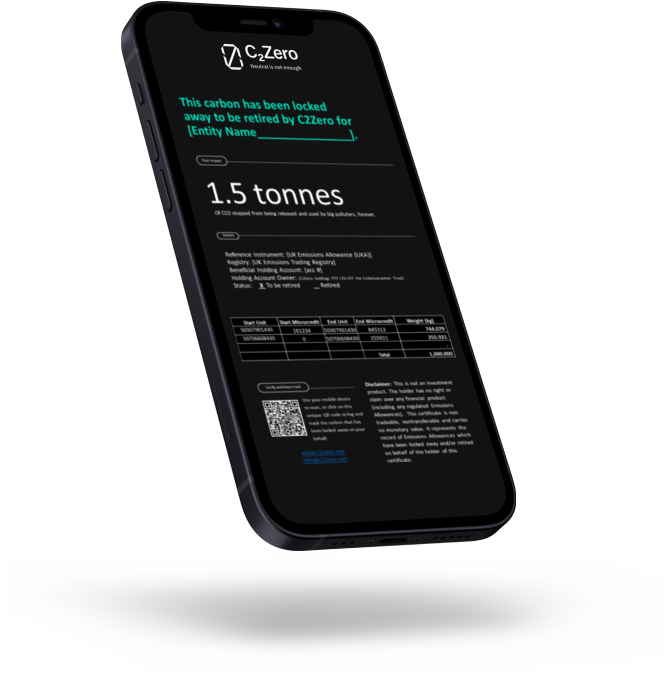 C₂Zero
Neutral is not enough
This carbon has been locked
away to be retired by C2Zero for
[Entity Name______________].
Your Impact
1.5 tonnes
Of CO2 stopped from being released and used by big polluters, forever.
Details
Reference Instrument: [UK Emissions Allowance (UKA)]
Registry: [UK Emissions Trading Registry]
Beneficial Holding Account: [acc #]
Holding Account Owner:
Status: X To be retired __ Retired
Start Unit Start Microcredit End Unit End Microcredit Weight (kg)
50307901430 101234 50307901430 845313 744.079
50706608430 0 50706608430 255921 255.921
-
Total 1,000.000
Verify and keep track
Use your mobile device
to scan, or click on this
unique QR code to log and
track the carbon that has
been locked away on your
behalf.
www.c2zero.net
info@c2zero.net
Disclaimer: This is not an investment
product. The holder has no right or
claim over any financial product
(including any regulated Emissions
Allowances). This certificate is non
tradeable, nontransferable and carries
no monetary value. It represents the
record of Emissions Allowances which
have been locked away and/or retired
on behalf of the holder of this
certificate.